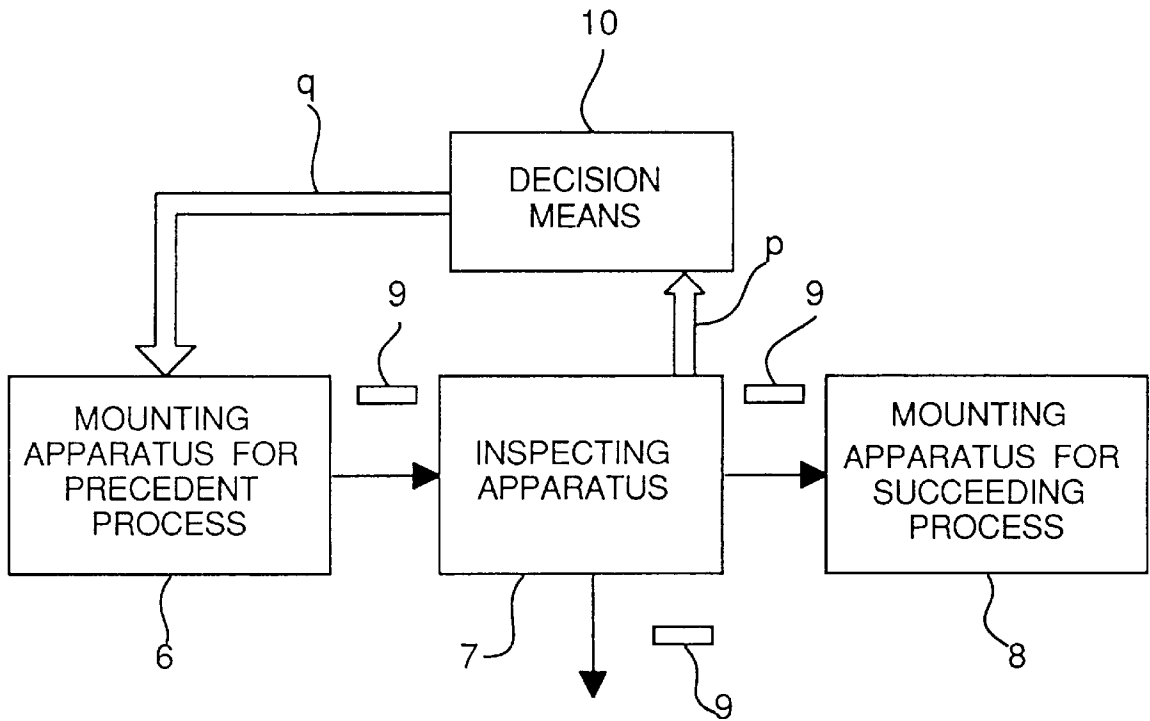 10
q
DECISION
MEANS
p
9
9
MOUNTING
APPARATUS FOR
PRECEDENT
PROCESS
INSPECTING
APPARATUS
MOUNTING
APPARATUS FOR
SUCCEEDING
PROCESS
6
7
9
8